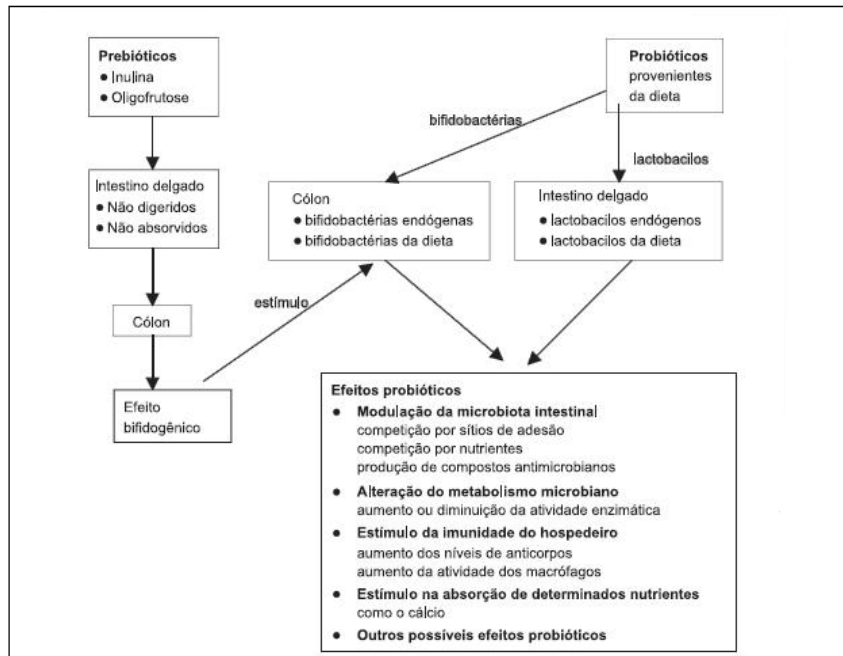 Prebióticos
● Inulina
● Oligofrutose
Probióticos
provenientes
da dieta
bifidobactérias
lactobacilos
Intestino delgado
● Não digeridos
● Não absorvidos
Cólon
● bifidobactérias endógenas
● bifidobactérias da dieta
Intestino delgado
● lactobacilos endógenos
● lactobacilos da dieta
estímulo
Cólon
Efeito
bifidogênico
Efeitos probióticos
● Modulação da microbiota intestinal
competição por sítios de adesão
competição por nutrientes
produção de compostos antimicrobianos
● Alteração do metabolismo microbiano
aumento ou diminuição da atividade enzimática
● Estímulo da imunidade do hospedeiro
aumento dos níveis de anticorpos
aumento da atividade dos macrófagos
● Estímulo na absorção de determinados nutrientes
como o cálcio
● Outros possíveis efeitos probióticos